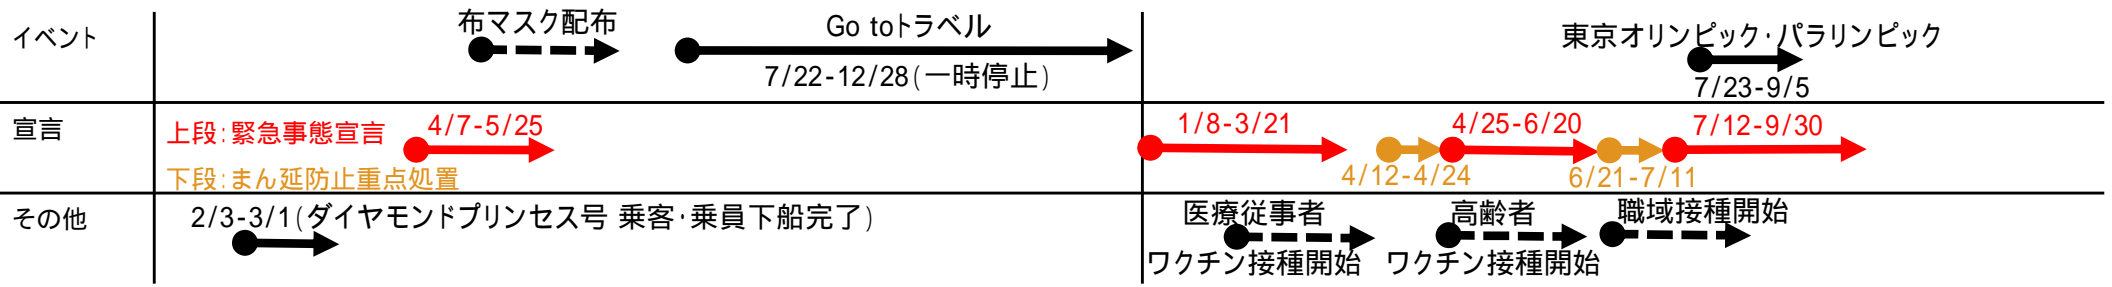 イベント
布マスク配布
Go toトラベル
7/22-12/28(一時停止)
東京オリンピック・パラリンピック
7/23-9/5
宣言
上段:緊急事態宣言
4/7-5/25
1/8-3/21
4/25-6/20
7/12-9/30
下段:まん延防止重点処置
4/12-4/24
6/21-7/11
その他
2/3-3/1(ダイヤモンドプリンセス号 乗客・乗員下船完了)
医療従事者
ワクチン接種開始
高齢者
ワクチン接種開始
職域接種開始